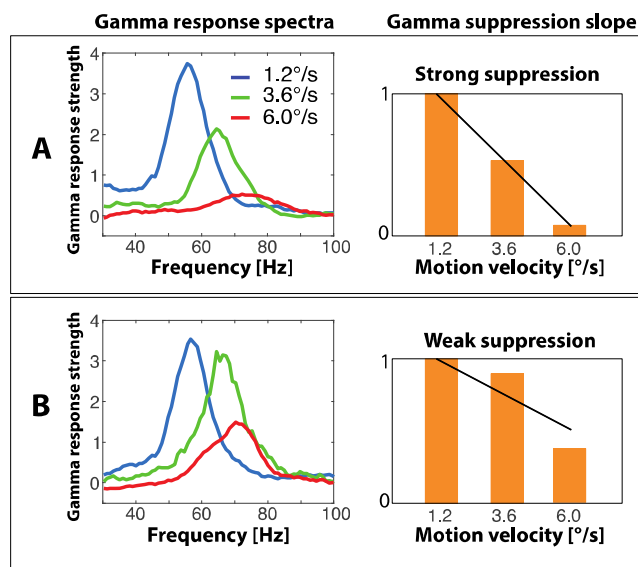 Gamma response spectra
Gamma suppression slope
A
Gamma response strength
4
3
2
1
0
1.2°/s
3.6°/s
6.0°/s
40 60 80 100
Frequency [Hz]
Strong suppression
1
0
1.2 3.6 6.0
Motion velocity [°/s]
B
Gamma response strength
4
3
2
1
0
40 60 80 100
Frequency [Hz]
Weak suppression
1
0
1.2 3.6 6.0
Motion velocity [°/s]